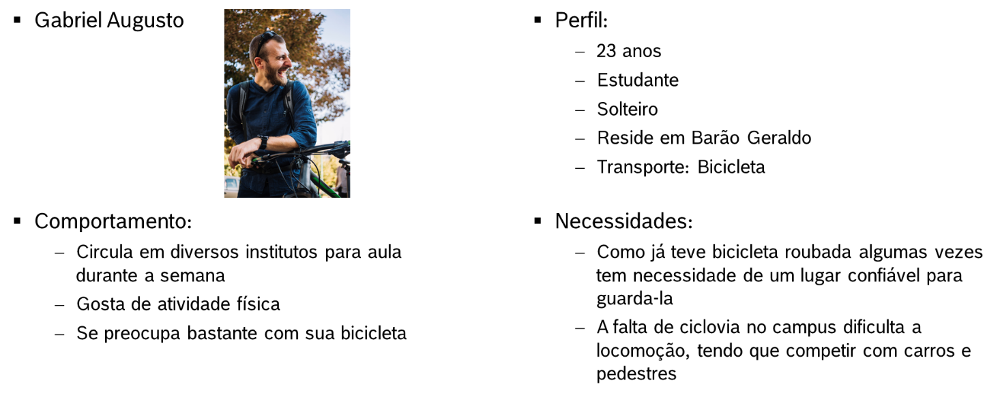 ▪ Gabriel Augusto
▪ Perfil:
– 23 anos
– Estudante
– Solteiro
– Reside em Barão Geraldo
– Transporte: Bicicleta
▪ Comportamento:
– Circula em diversos institutos para aula
durante a semana
– Gosta de atividade física
– Se preocupa bastante com sua bicicleta
▪ Necessidades:
– Como já teve bicicleta roubada algumas vezes
tem necessidade de um lugar confiável para
guarda-la
– A falta de ciclovia no campus dificulta a
locomoção, tendo que competir com carros e
pedestres